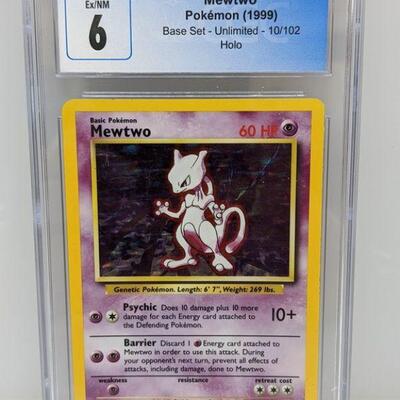 Ex/NM
6
Mewtwo
Pokémon (1999)
Base Set - Unlimited - 10/102
Holo
Basic Pokémon
Mewtwo
60 HP
Genetic Pokémon. Length: 6' 7", Weight: 269 lbs.
Psychic Does 10 damage plus 10 more
damage for each Energy card attached to
the Defending Pokémon.
10+
Barrier Discard 1 Energy card attached to
Mewtwo in order to use this attack. During
your opponent's next turn, prevent all effects of
attacks, including damage, done to Mewtwo.
weakness
resistance
retreat cost